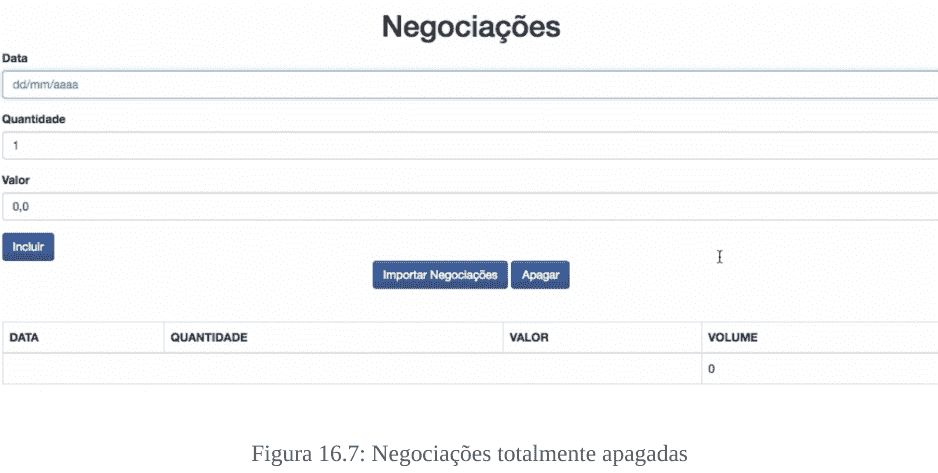 Negociações
Data
dd/mm/aaaa
Quantidade
1
Valor
0,0
Incluir
Importar Negociações Apagar
DATA QUANTIDADE VALOR VOLUME
0
Figura 16.7: Negociações totalmente apagadas